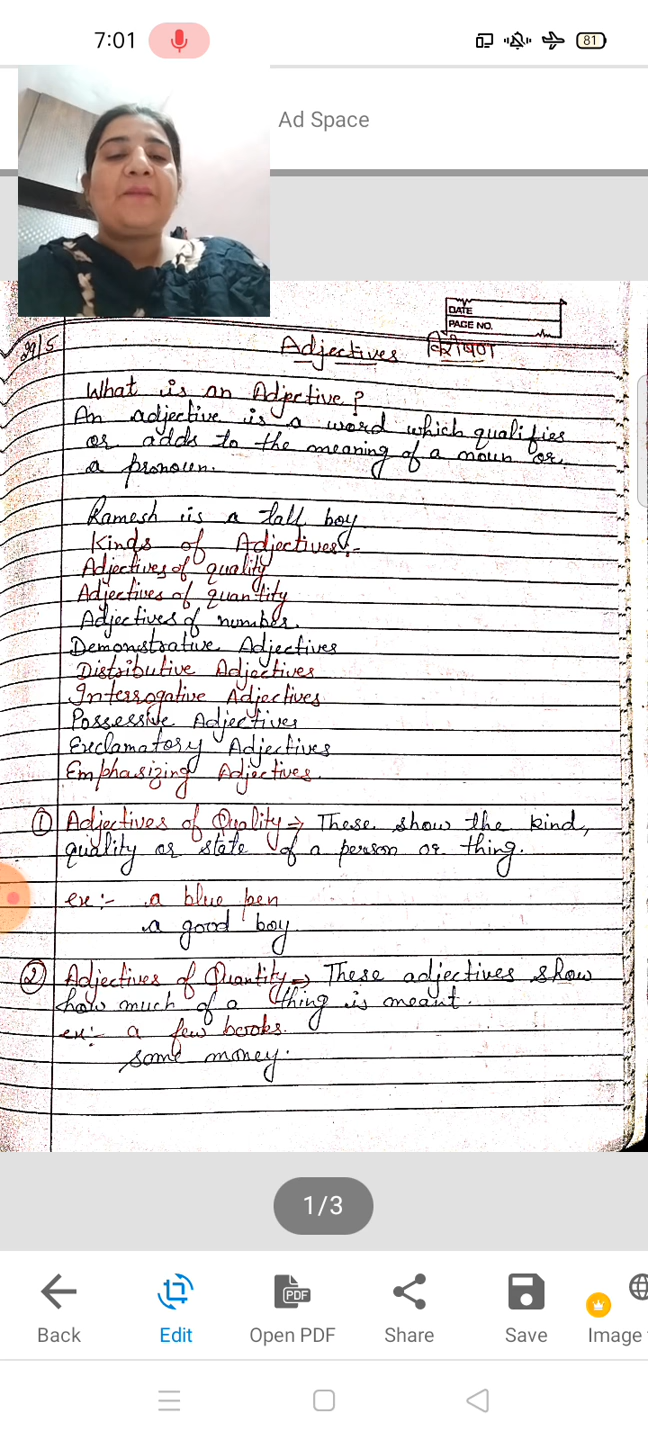 7:01
81
Ad Space
DATE
PAGE NO.
29/5
Adjectives विशेषण
What is an Adjective?
An adjective is a word which qualifies
or adds to the meaning of a noun or
a pronoun.
Ramesh is a tall boy
Kinds of Adjectives:-
Adjectives of quality
Adjectives of quantity
Adjectives of number.
Demonstrative Adjectives
Distributive Adjectives
Interrogative Adjectives
Possessive Adjectives
Exclamatory Adjectives
Emphasizing Adjectives.
① Adjectives of Quality ⇒ These show the kind,
quality or state of a person or thing.
ex:- a blue pen
a good boy
② Adjectives of Quantity ⇒ These adjectives show
how much of a thing is meant.
ex:- a few books.
some money.
1/3
PDF
Back
Edit
Open PDF
Share
Save
Image